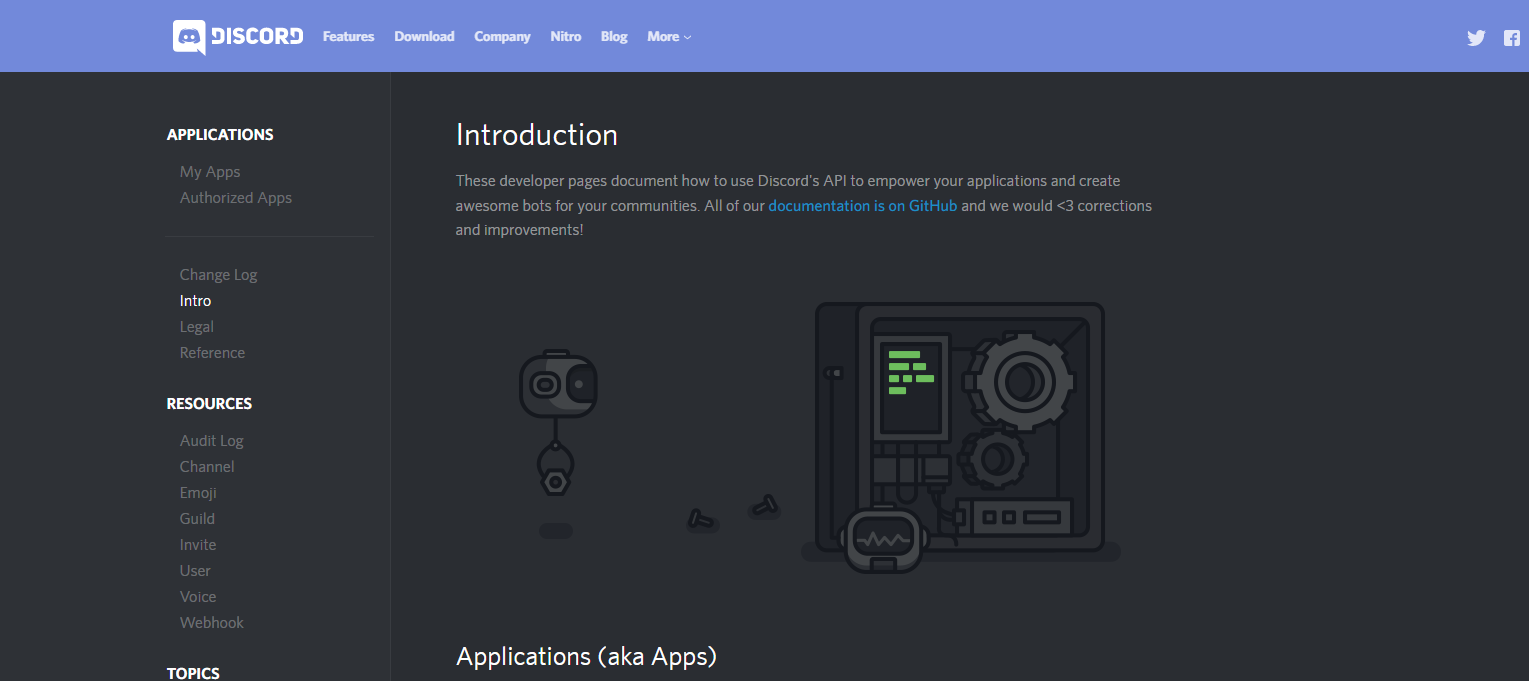 DISCORD Features Download Company Nitro Blog More
APPLICATIONS
My Apps
Authorized Apps
Change Log
Intro
Legal
Reference
RESOURCES
Audit Log
Channel
Emoji
Guild
Invite
User
Voice
Webhook
TOPICS
Introduction
These developer pages document how to use Discord's API to empower your applications and create
awesome bots for your communities. All of our documentation is on GitHub and we would <3 corrections
and improvements!
Applications (aka Apps)